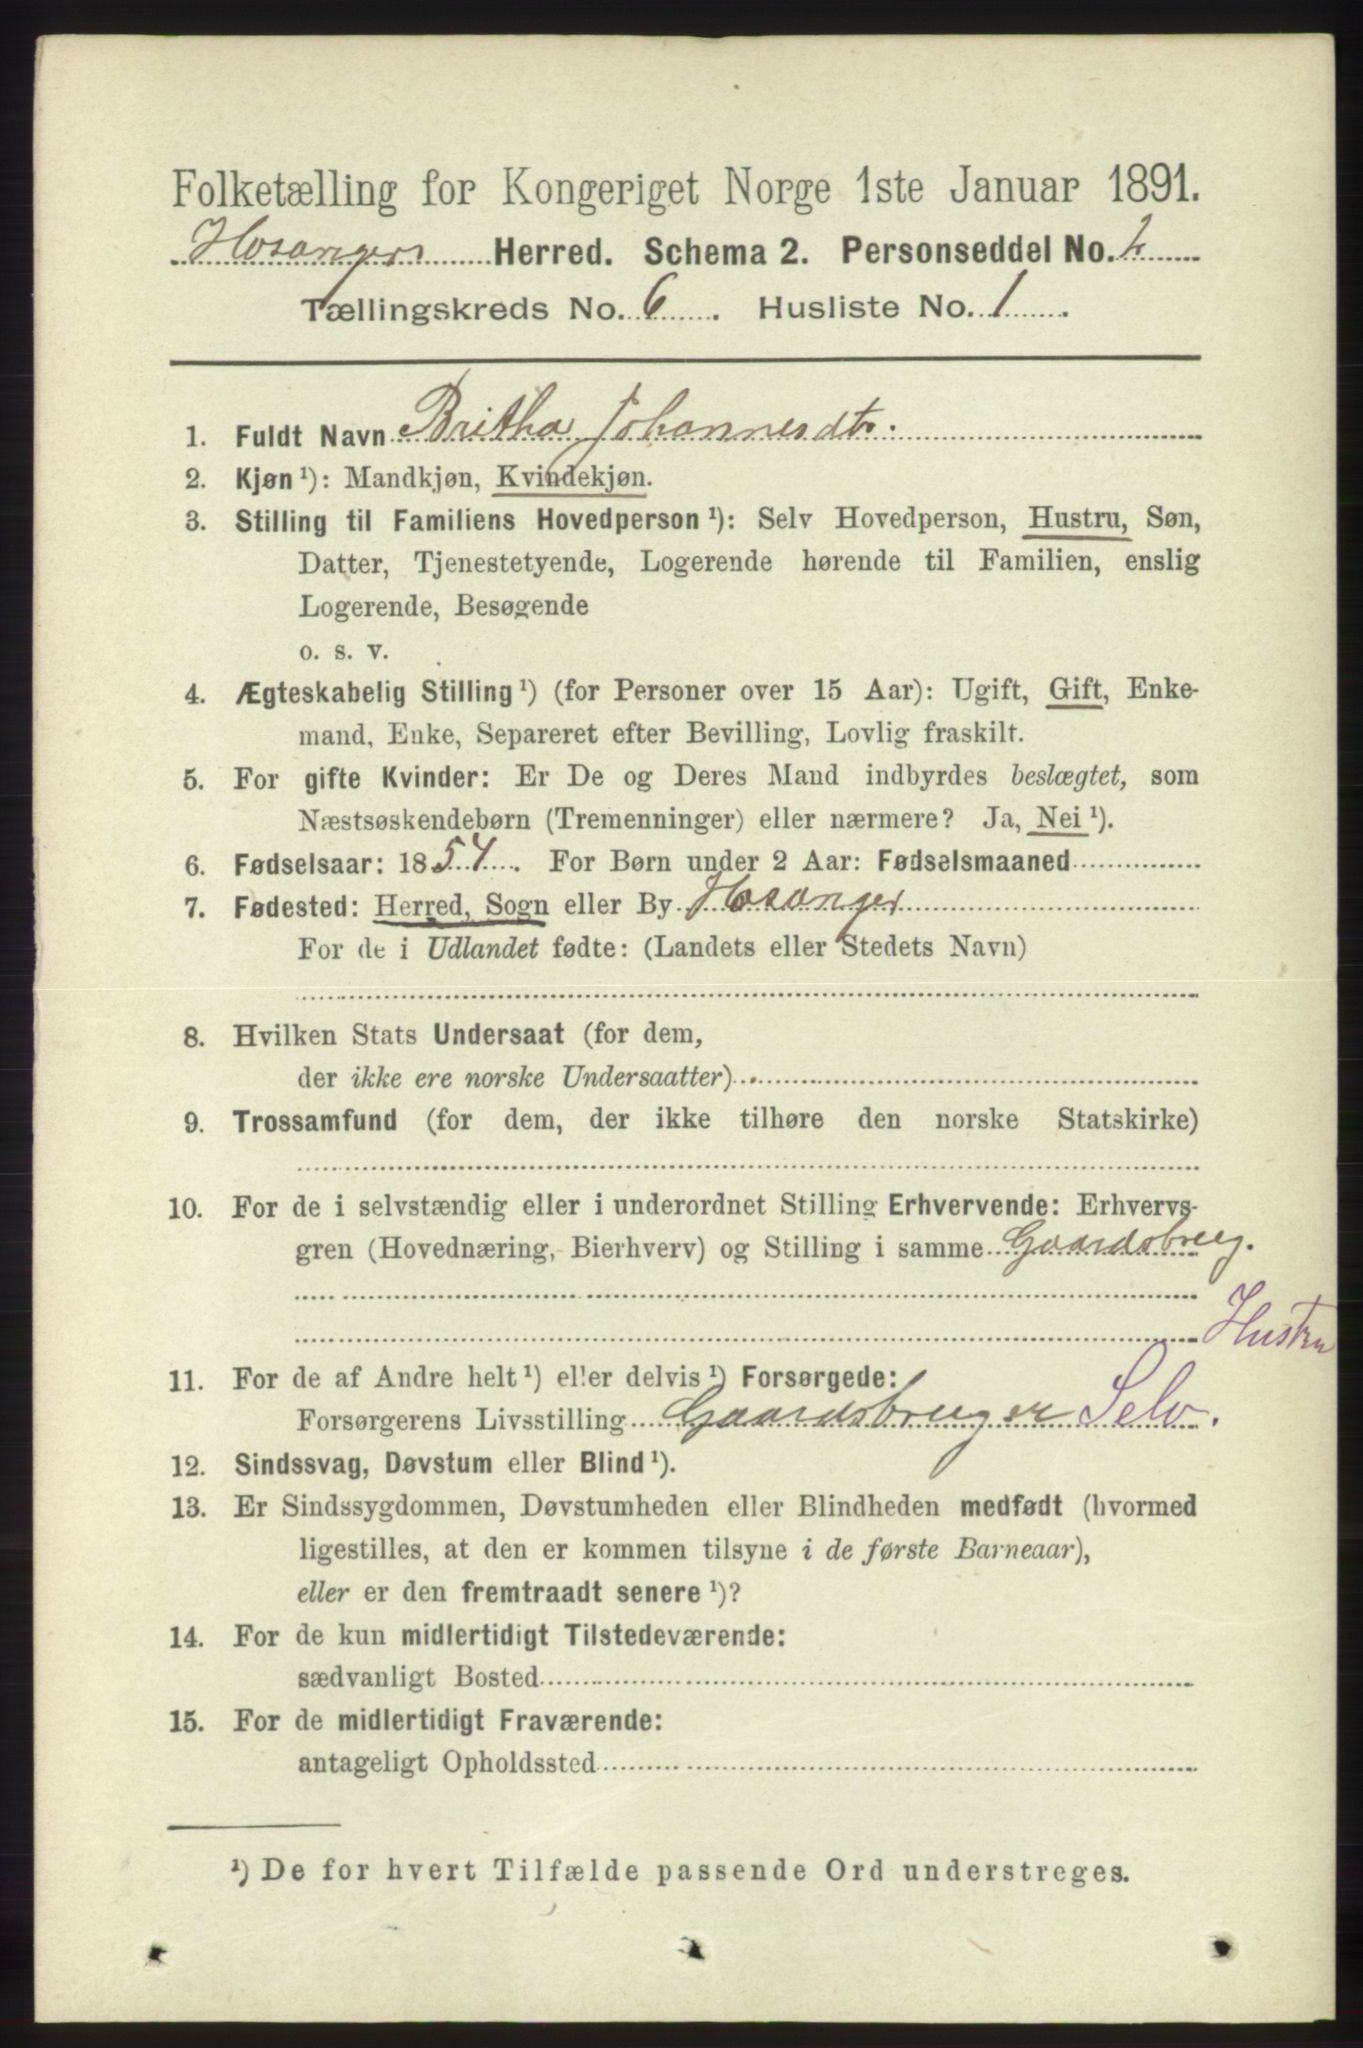 Folketælling for Kongeriget Norge 1ste Januar 1891.
Hosangers Herred. Schema 2. Personseddel No. 2
Tællingskreds No. 6. Husliste No. 1.
1. Fuldt Navn Britha Johannesdtr.
2. Kjøn ¹): Mandkjøn, Kvindekjøn.
3. Stilling til Familiens Hovedperson ¹): Selv Hovedperson, Hustru, Søn,
Datter, Tjenestetyende, Logerende hørende til Familien, enslig
Logerende, Besøgende
o. s. v.
4. Ægteskabelig Stilling ¹) (for Personer over 15 Aar): Ugift, Gift, Enke-
mand, Enke, Separeret efter Bevilling, Lovlig fraskilt.
5. For gifte Kvinder: Er De og Deres Mand indbyrdes beslægtet, som
Næstsøskendebørn (Tremenninger) eller nærmere? Ja, Nei ¹).
6. Fødselsaar: 1854. For Børn under 2 Aar: Fødselsmaaned
7. Fødested: Herred, Sogn eller By Hosanger
For de i Udlandet fødte: (Landets eller Stedets Navn)
8. Hvilken Stats Undersaat (for dem,
der ikke ere norske Undersaatter)
9. Trossamfund (for dem, der ikke tilhøre den norske Statskirke)
10. For de i selvstændig eller i underordnet Stilling Erhvervende: Erhvervs-
gren (Hovednæring, Bierhverv) og Stilling i samme Gaardsbrug.
Hustru
11. For de af Andre helt ¹) eller delvis ¹) Forsørgede:
Forsørgerens Livsstilling Gaardsbruger Selv.
12. Sindssvag, Døvstum eller Blind ¹).
13. Er Sindssygdommen, Døvstumheden eller Blindheden medfødt (hvormed
ligestilles, at den er kommen tilsyne i de første Barneaar),
eller er den fremtraadt senere ¹)?
14. For de kun midlertidigt Tilstedeværende:
sædvanligt Bosted
15. For de midlertidigt Fraværende:
antageligt Opholdssted
¹) De for hvert Tilfælde passende Ord understreges.